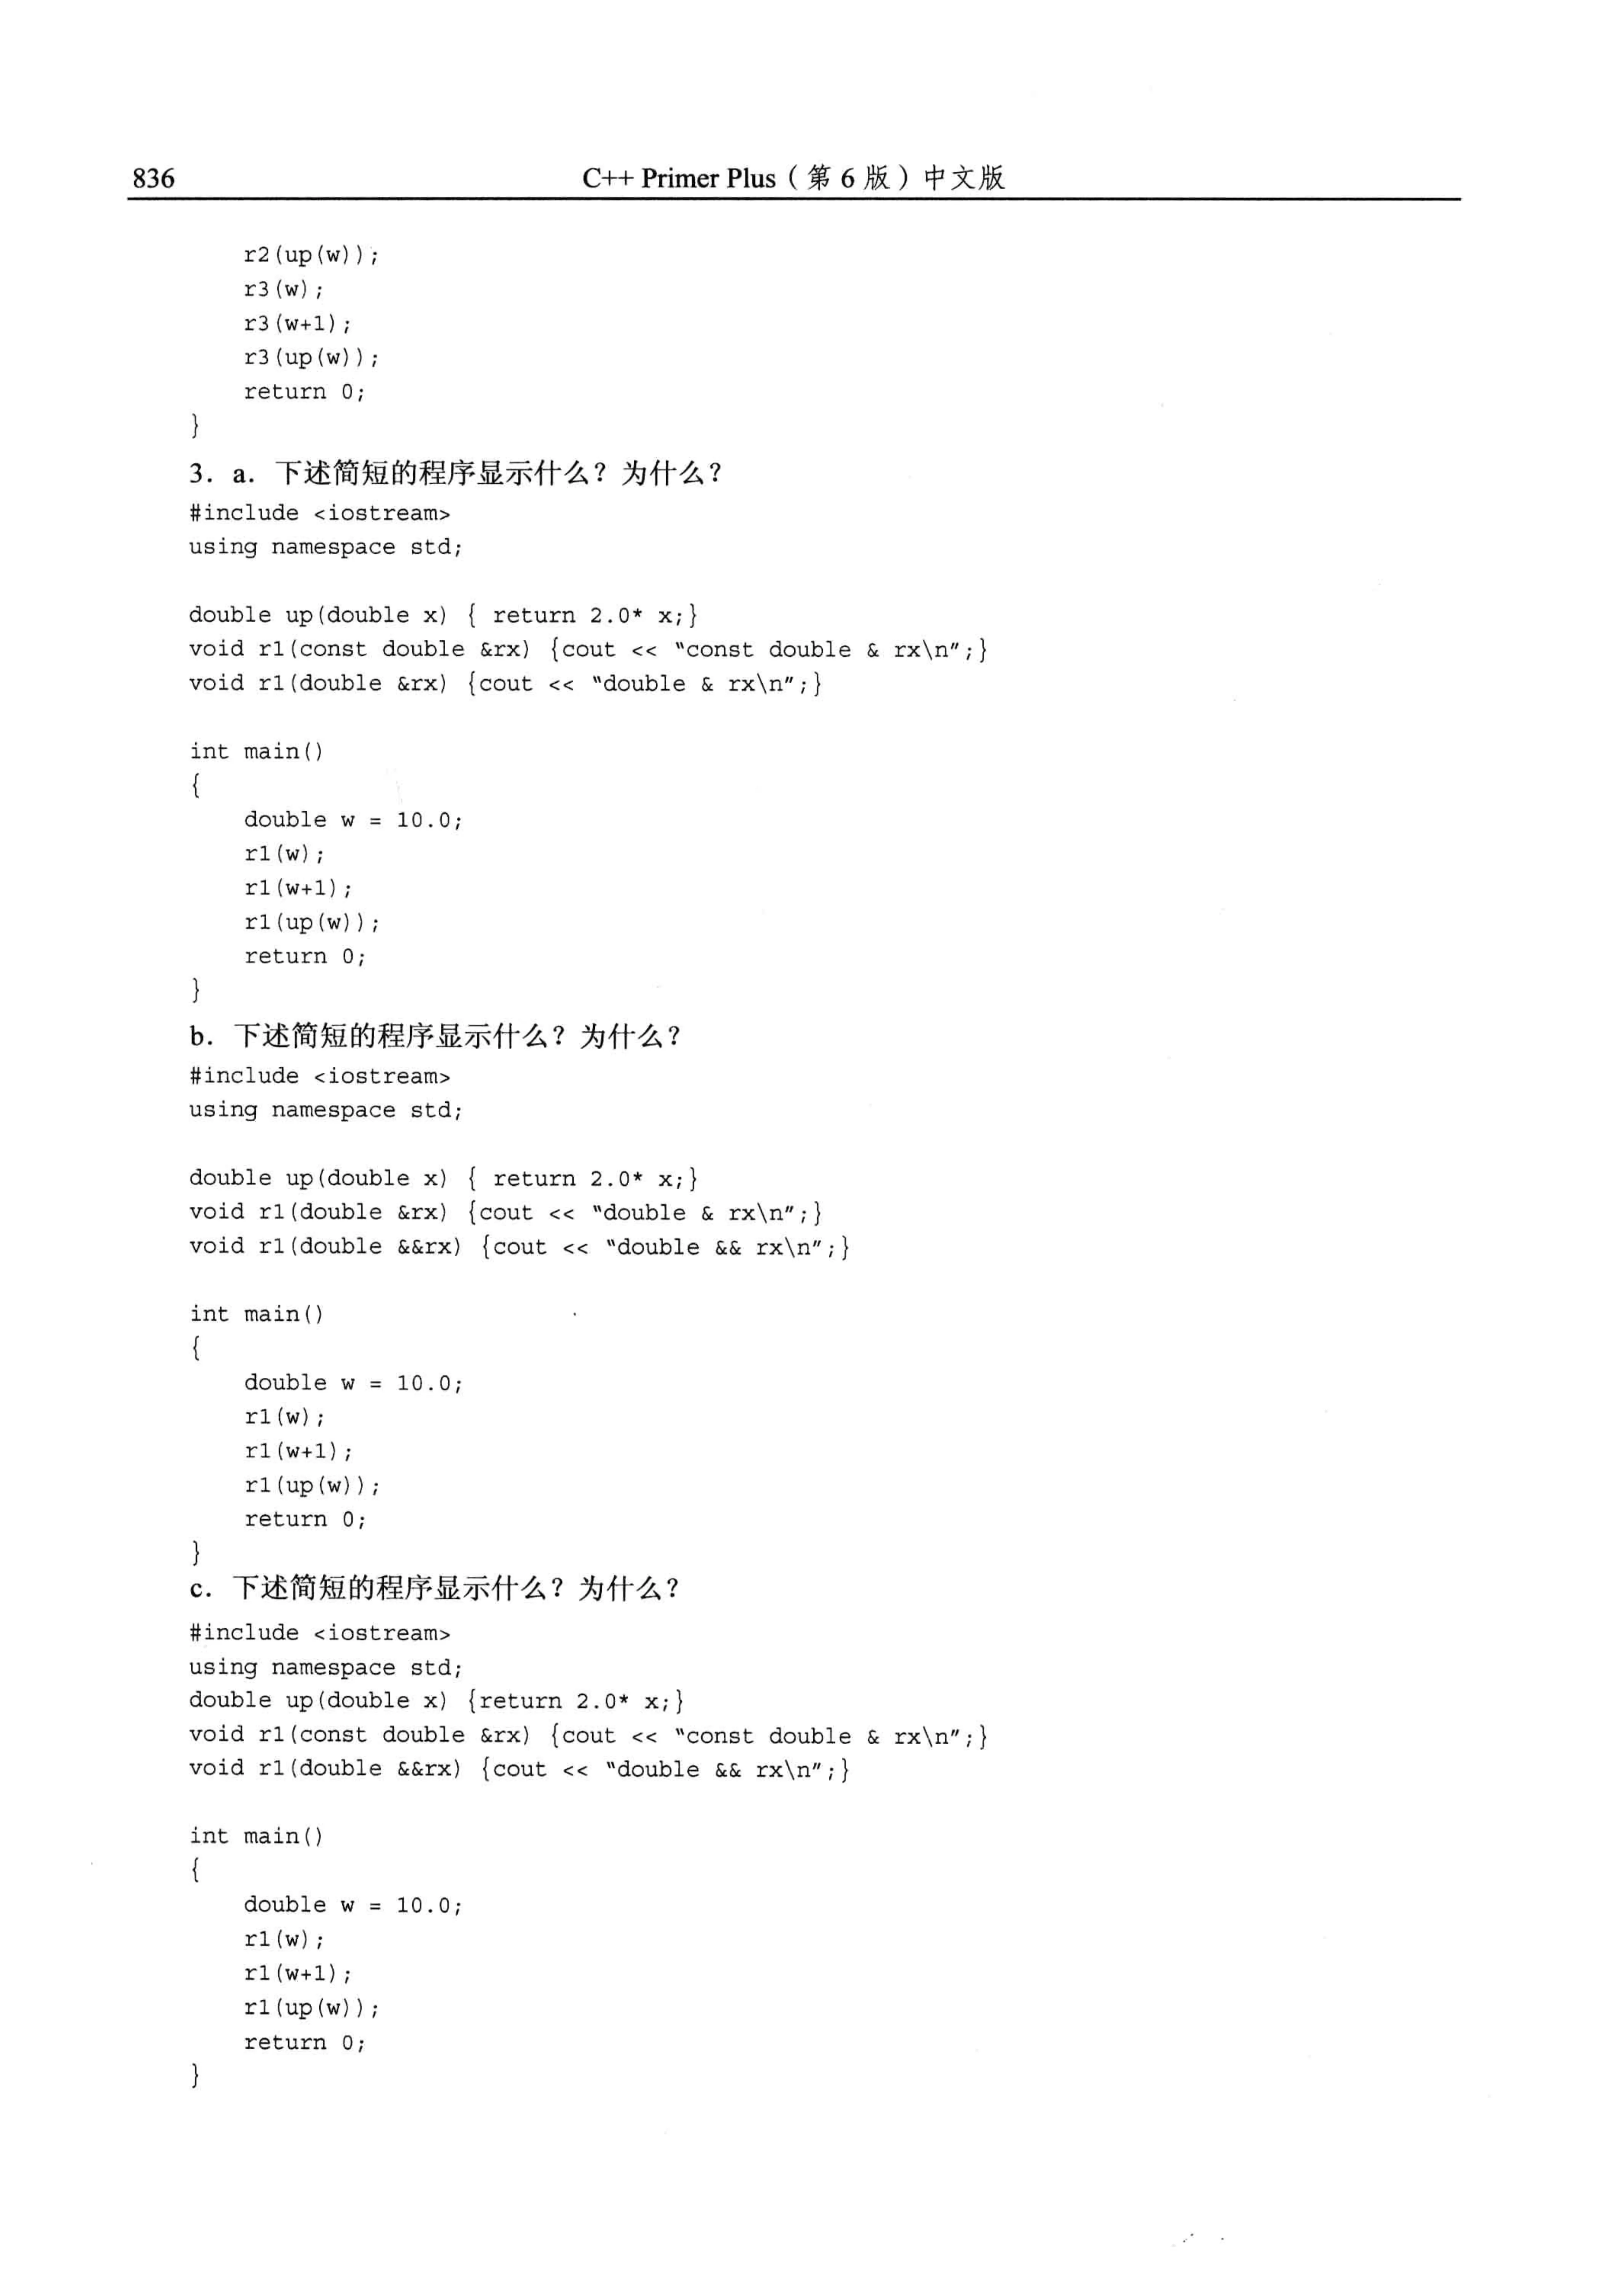 836 C++ Primer Plus（第 6 版）中文版
r2(up(w));
r3(w);
r3(w+1);
r3(up(w));
return 0;
}
3．a．下述简短的程序显示什么？为什么？
#include <iostream>
using namespace std;
double up(double x) { return 2.0* x;}
void r1(const double &rx) {cout << "const double & rx\n";}
void r1(double &rx) {cout << "double & rx\n";}
int main()
{
double w = 10.0;
r1(w);
r1(w+1);
r1(up(w));
return 0;
}
b．下述简短的程序显示什么？为什么？
#include <iostream>
using namespace std;
double up(double x) { return 2.0* x;}
void r1(double &rx) {cout << "double & rx\n";}
void r1(double &&rx) {cout << "double && rx\n";}
int main()
{
double w = 10.0;
r1(w);
r1(w+1);
r1(up(w));
return 0;
}
c．下述简短的程序显示什么？为什么？
#include <iostream>
using namespace std;
double up(double x) {return 2.0* x;}
void r1(const double &rx) {cout << "const double & rx\n";}
void r1(double &&rx) {cout << "double && rx\n";}
int main()
{
double w = 10.0;
r1(w);
r1(w+1);
r1(up(w));
return 0;
}